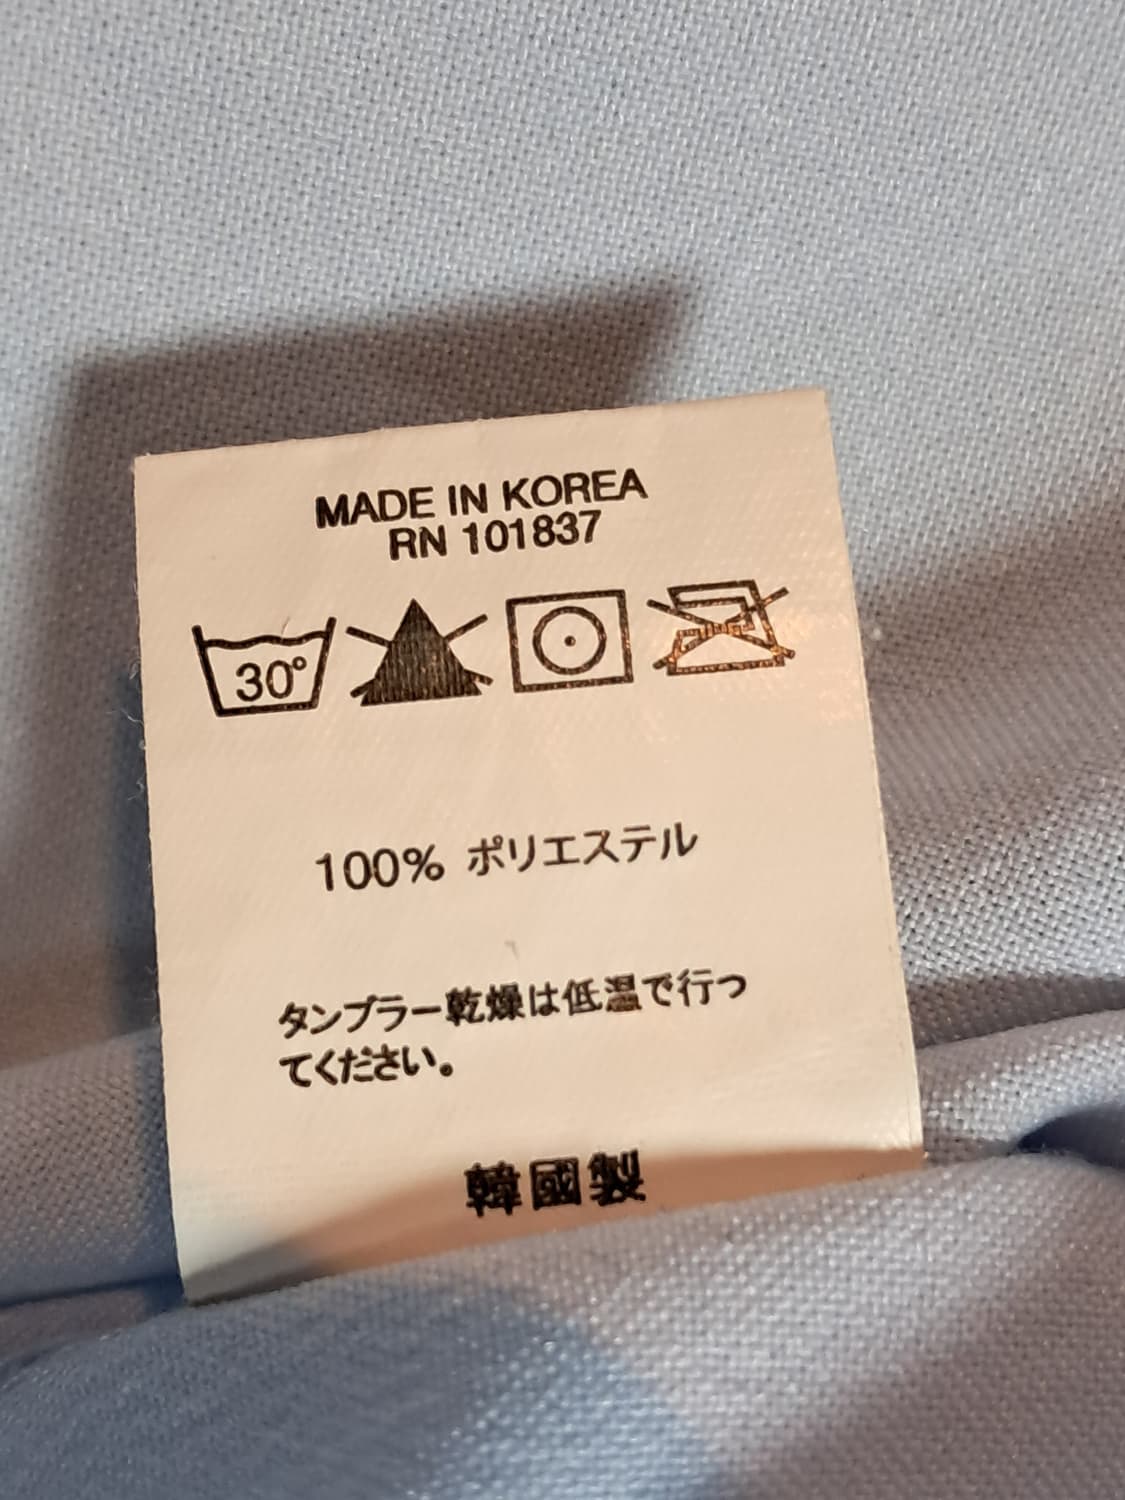 MADE IN KOREA
RN 101837
30°
100% ポリエステル
タンブラー乾燥は低温で行っ
てください。
韓國製